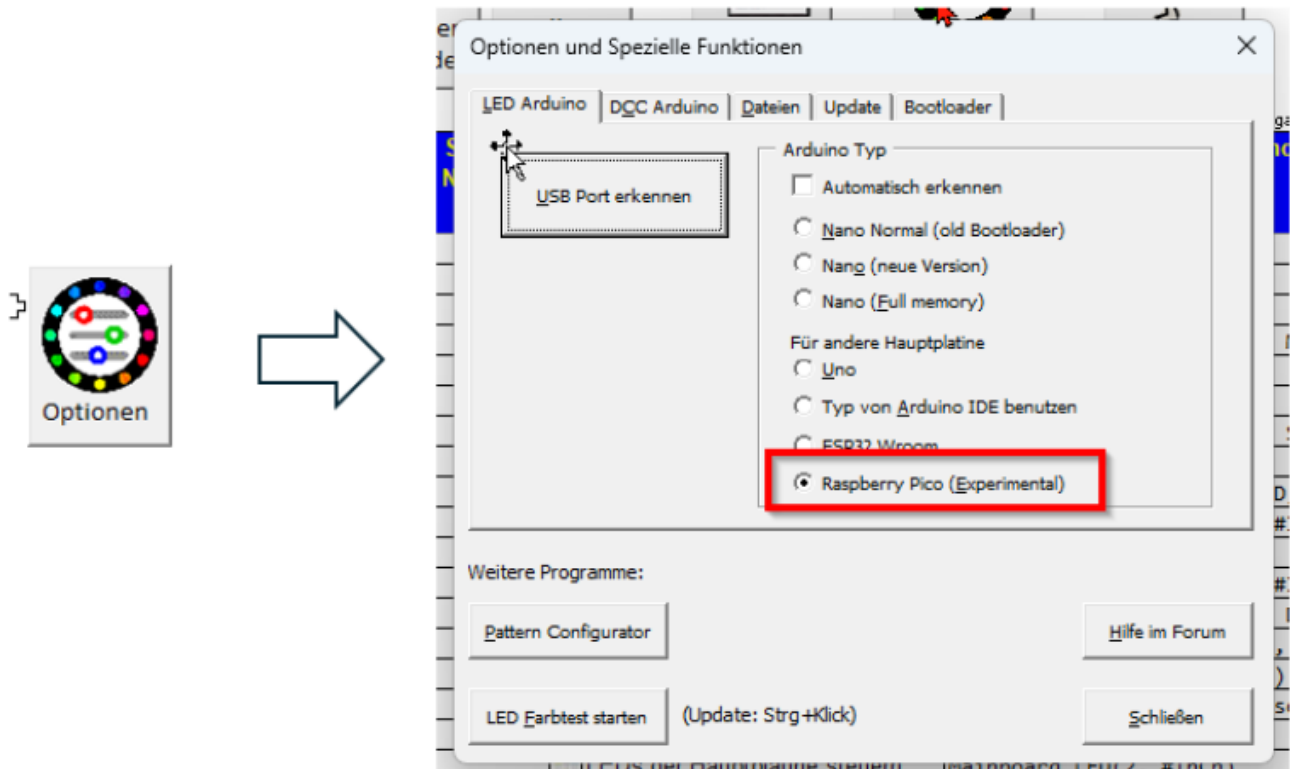 Optionen
Optionen und Spezielle Funktionen
LED Arduino
DCC Arduino
Dateien
Update
Bootloader
USB Port erkennen
Arduino Typ
Automatisch erkennen
Nano Normal (old Bootloader)
Nano (neue Version)
Nano (Full memory)
Für andere Hauptplatine
Uno
Typ von Arduino IDE benutzen
ESP32 Wroom
Raspberry Pico (Experimental)
Weitere Programme:
Pattern Configurator
Hilfe im Forum
LED Farbtest starten
(Update: Strg+Klick)
Schließen